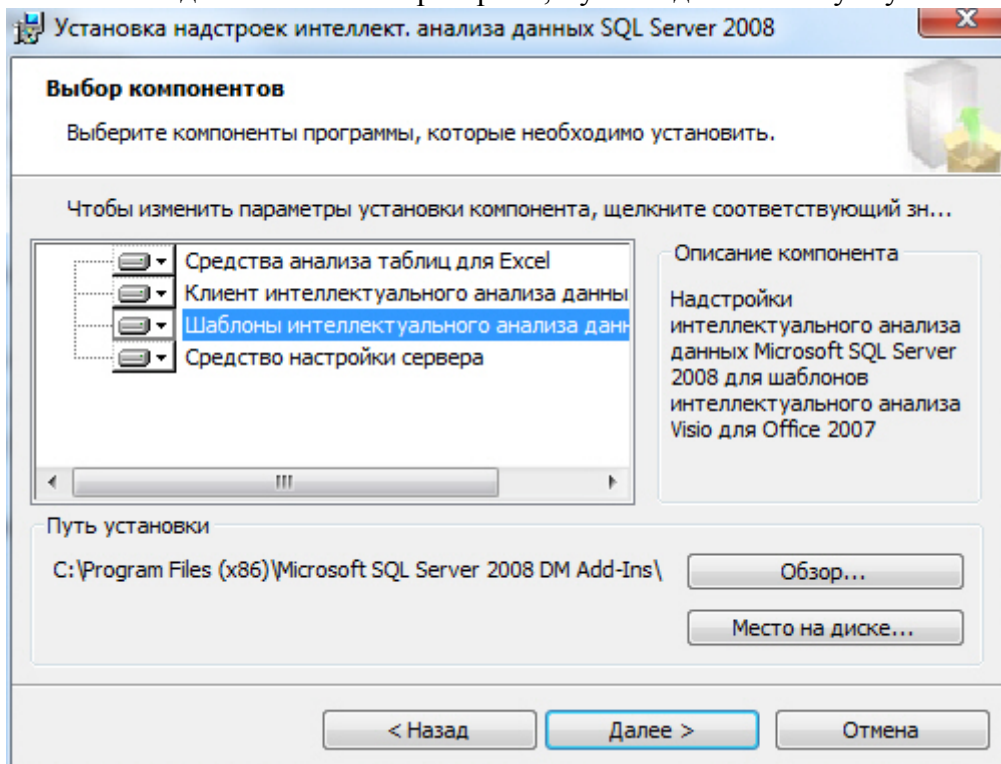 Установка надстроек интеллект. анализа данных SQL Server 2008
Выбор компонентов
Выберите компоненты программы, которые необходимо установить.
Чтобы изменить параметры установки компонента, щелкните соответствующий зн...
Средства анализа таблиц для Excel
Клиент интеллектуального анализа данны
Шаблоны интеллектуального анализа данн
Средство настройки сервера
Описание компонента
Надстройки
интеллектуального анализа
данных Microsoft SQL Server
2008 для шаблонов
интеллектуального анализа
Visio для Office 2007
Путь установки
C:\Program Files (x86)\Microsoft SQL Server 2008 DM Add-Ins\
Обзор...
Место на диске...
< Назад
Далее >
Отмена